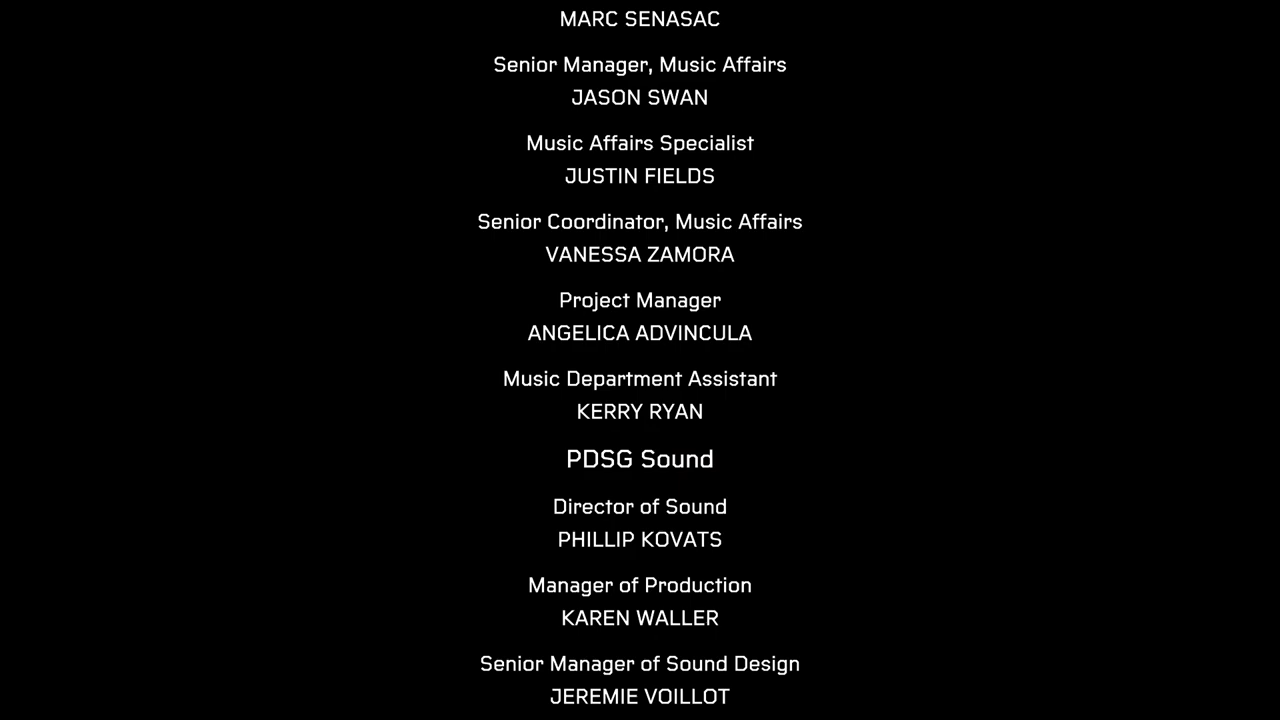 MARC SENASAC
Senior Manager, Music Affairs
JASON SWAN
Music Affairs Specialist
JUSTIN FIELDS
Senior Coordinator, Music Affairs
VANESSA ZAMORA
Project Manager
ANGELICA ADVINCULA
Music Department Assistant
KERRY RYAN
PDSG Sound
Director of Sound
PHILLIP KOVATS
Manager of Production
KAREN WALLER
Senior Manager of Sound Design
JEREMIE VOILLOT